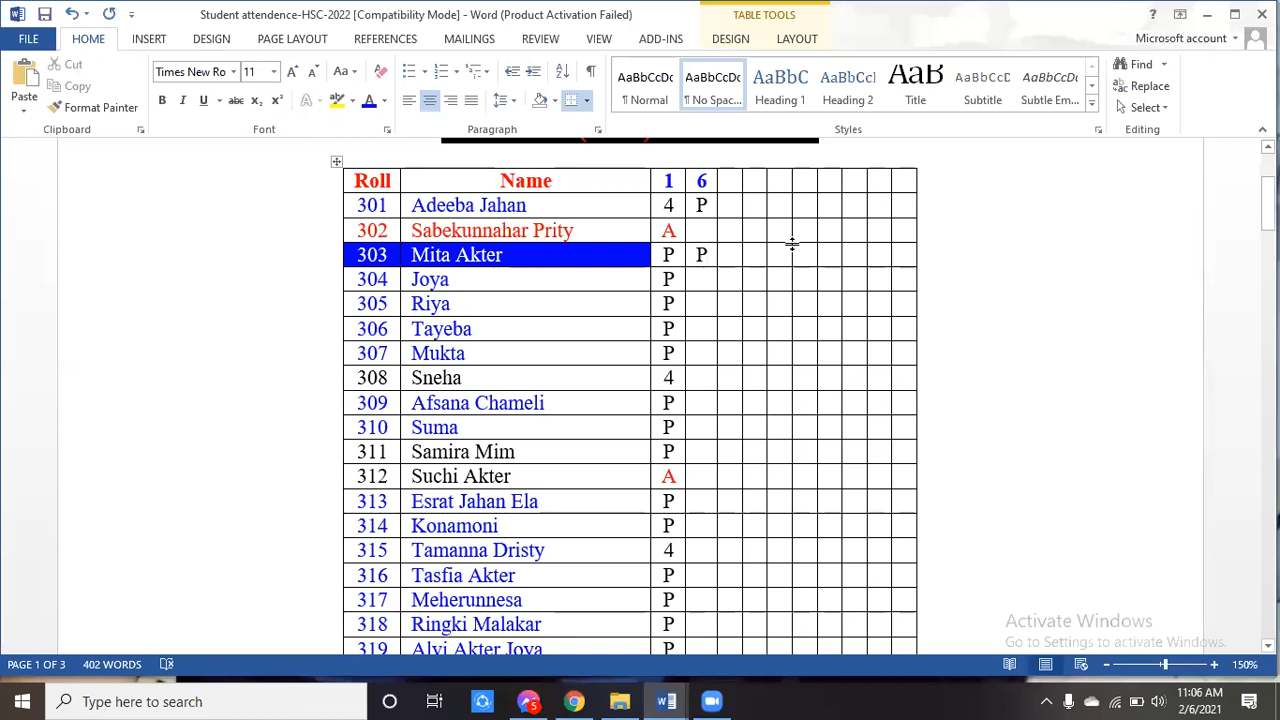 Student attendence-HSC-2022 [Compatibility Mode] - Word (Product Activation Failed)
TABLE TOOLS
FILE HOME INSERT DESIGN PAGE LAYOUT REFERENCES MAILINGS REVIEW VIEW ADD-INS DESIGN LAYOUT Microsoft account
Paste
Cut
Copy
Format Painter
Clipboard
Times New Ro 11
Font
Paragraph
AaBbCcDc AaBbCcDc AaBbC AaBbCc AaB AaBbCcD AaBbCcD
¶ Normal ¶ No Spac... Heading 1 Heading 2 Title Subtitle Subtle Em...
Styles
Find
Replace
Select
Editing
Roll Name 1 6
301 Adeeba Jahan 4 P
302 Sabekunnahar Prity A
303 Mita Akter P P
304 Joya P
305 Riya P
306 Tayeba P
307 Mukta P
308 Sneha 4
309 Afsana Chameli P
310 Suma P
311 Samira Mim P
312 Suchi Akter A
313 Esrat Jahan Ela P
314 Konamoni P
315 Tamanna Dristy 4
316 Tasfia Akter P
317 Meherunnesa P
318 Ringki Malakar P
319 Alvi Akter Joya P
Activate Windows
Go to Settings to activate Windows.
PAGE 1 OF 3 402 WORDS 150%
Type here to search
5
11:06 AM
2/6/2021